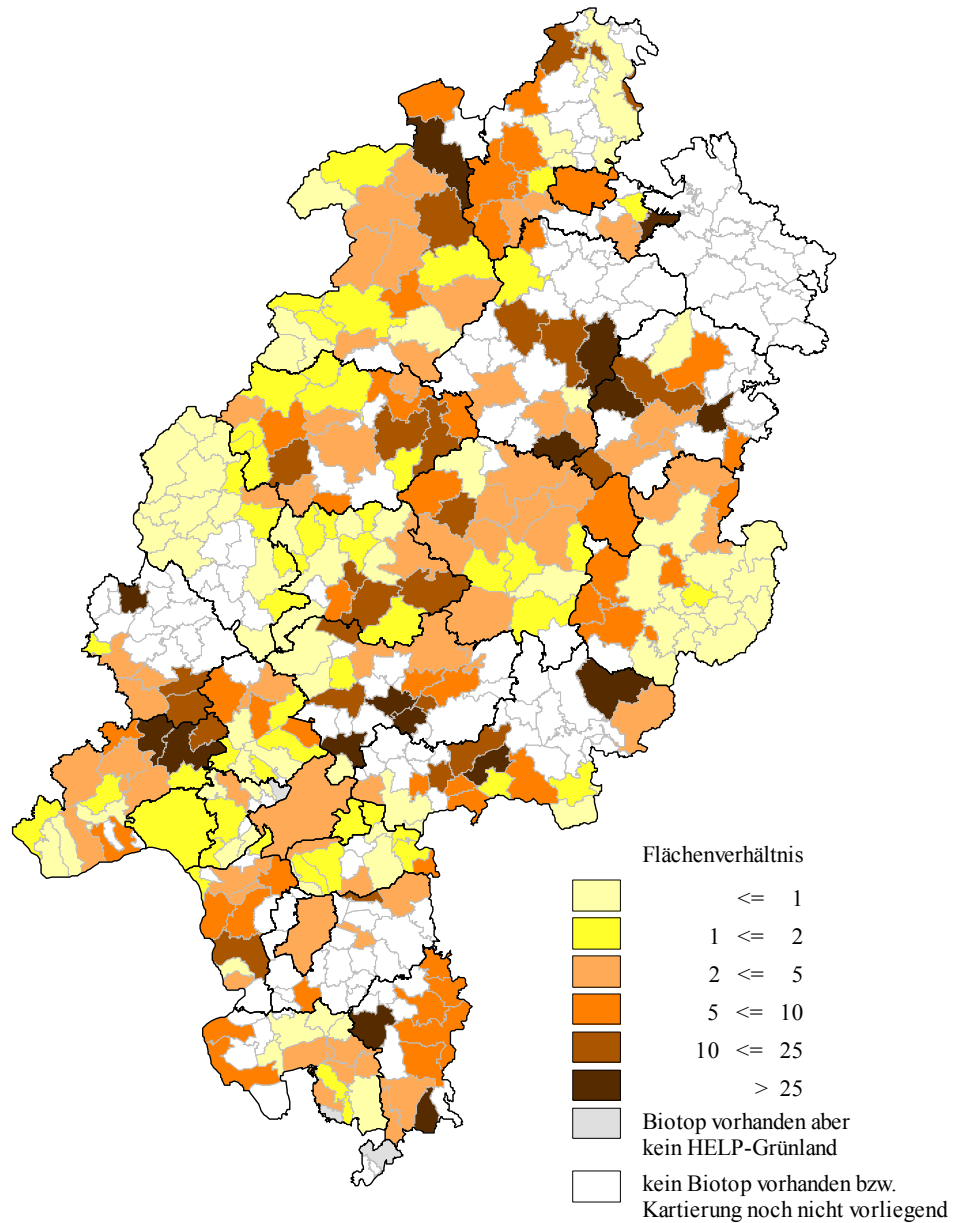 Flächenverhältnis
<= 1
1 <= 2
2 <= 5
5 <= 10
10 <= 25
> 25
Biotop vorhanden aber
kein HELP-Grünland
kein Biotop vorhanden bzw.
Kartierung noch nicht vorliegend